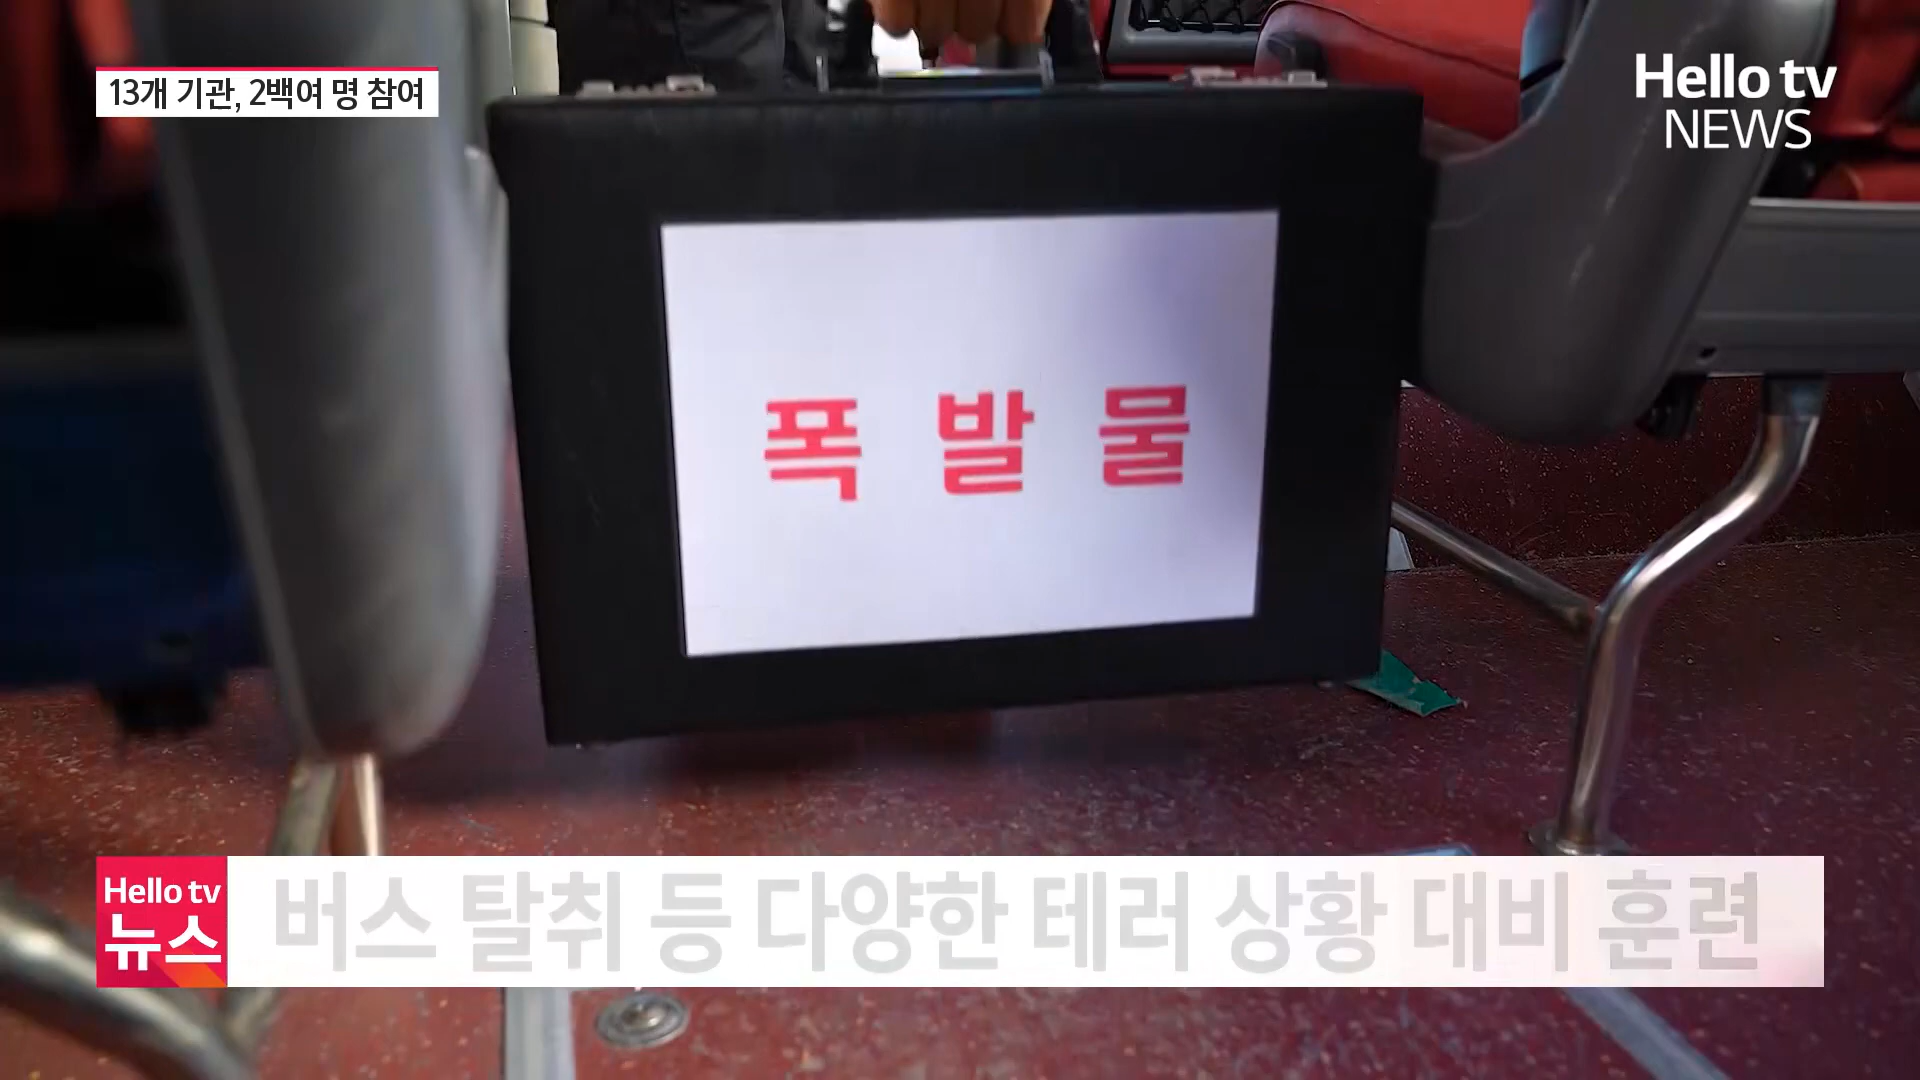 13개 기관, 2백여 명 참여
Hello tv
NEWS
폭 발 물
Hello tv
뉴스
버스 탈취 등 다양한 테러 상황 대비 훈련